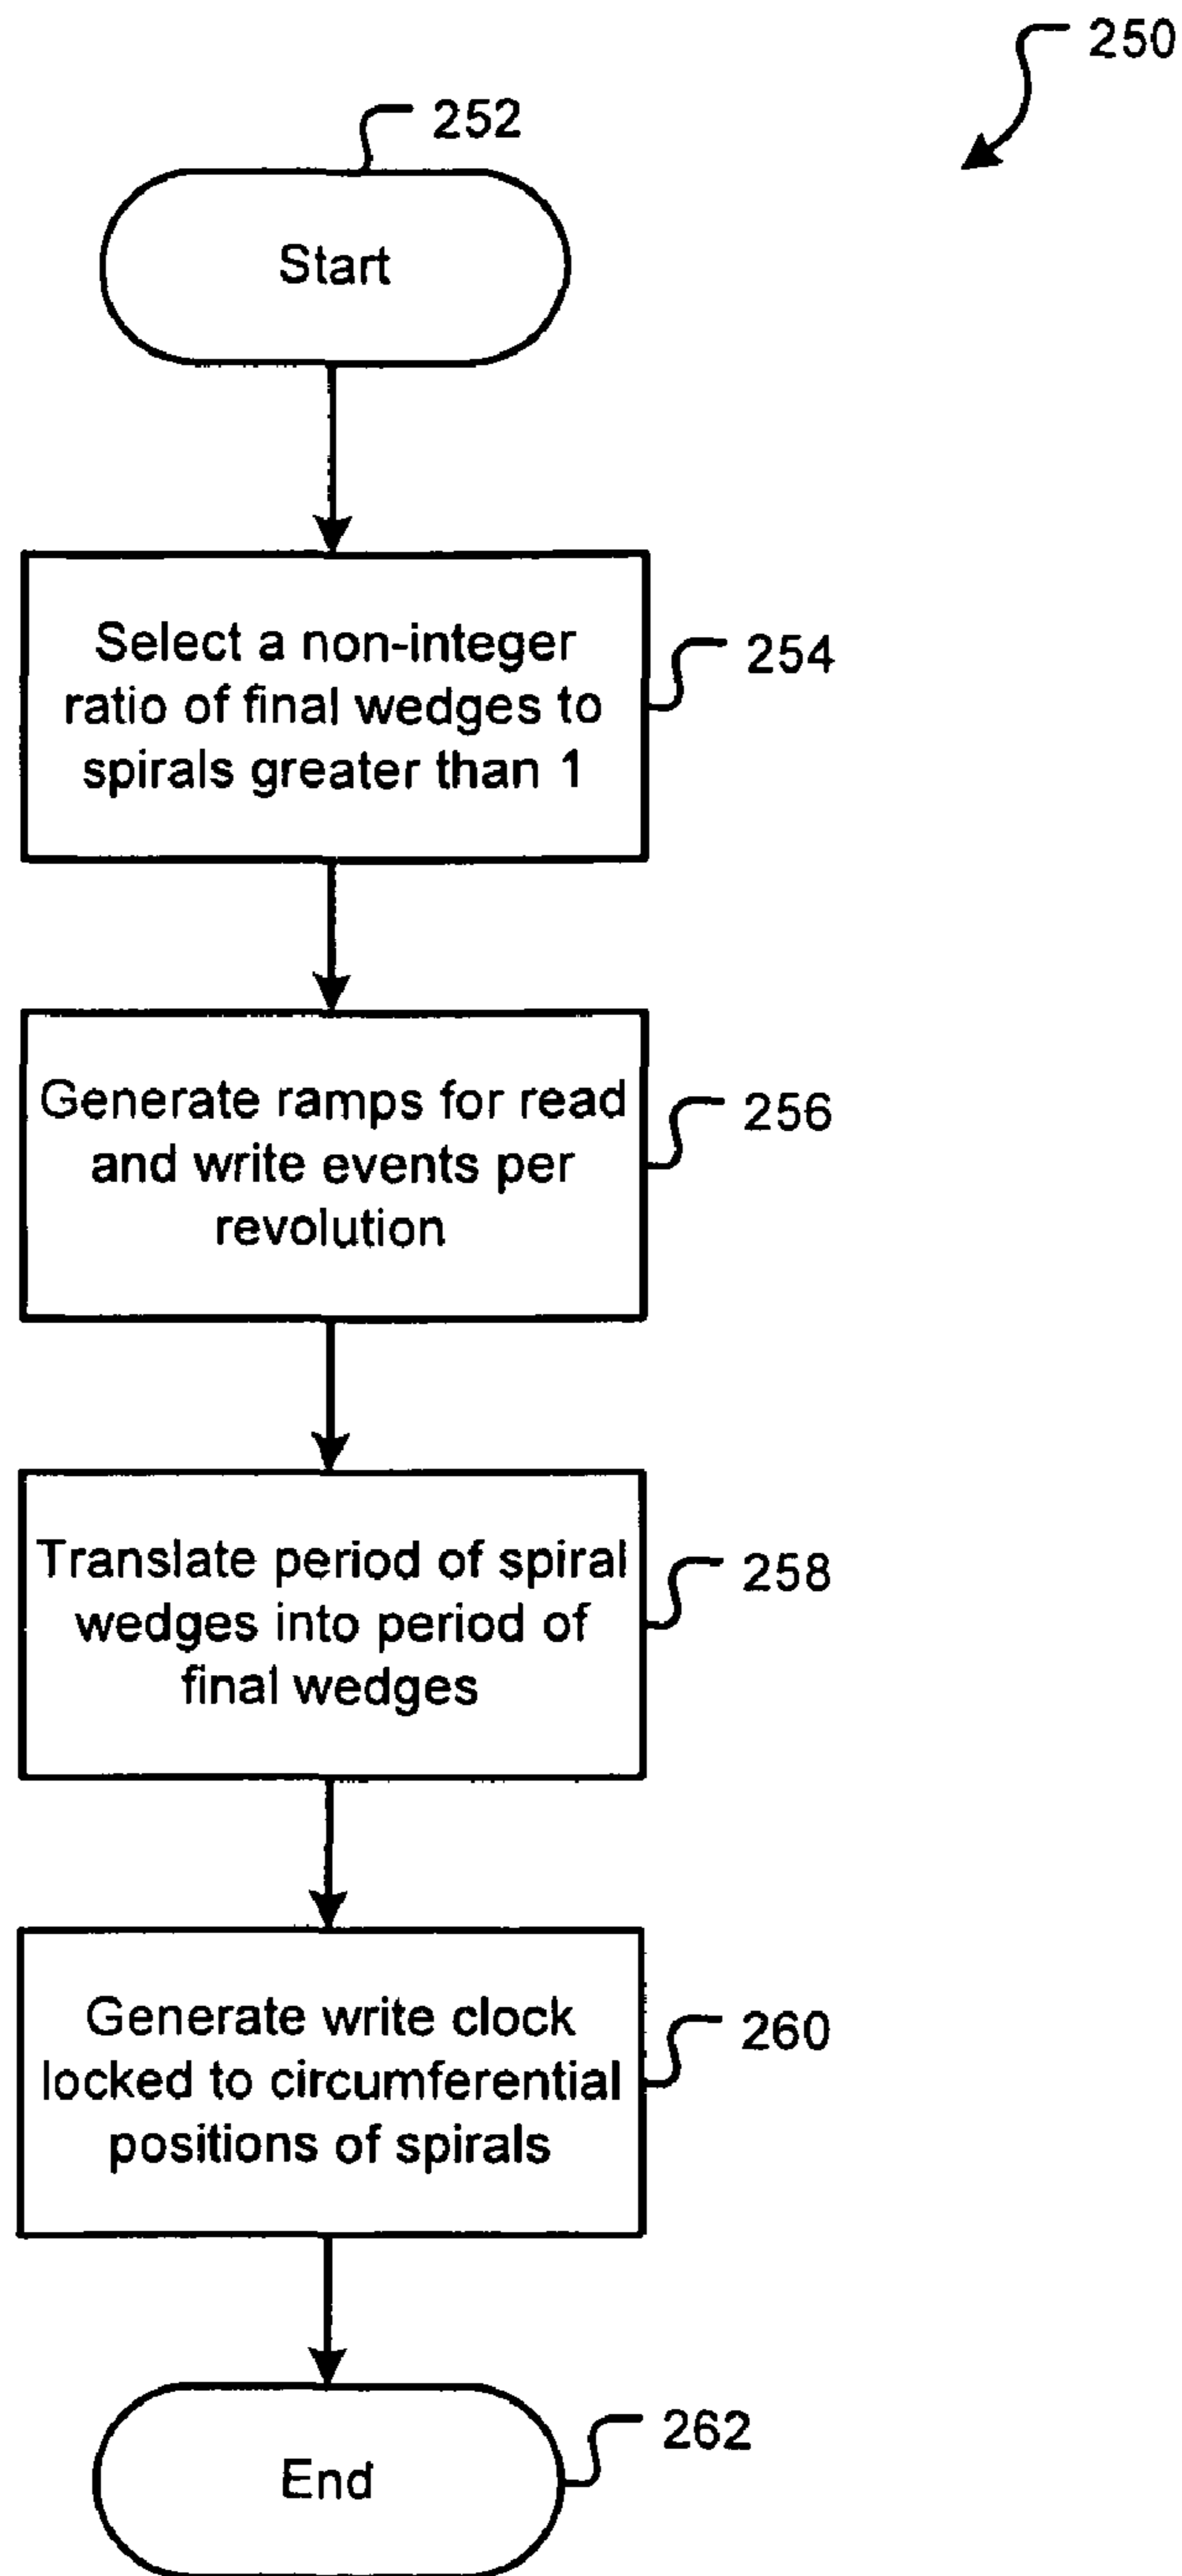 250
252
Start
Select a non-integer
ratio of final wedges to
spirals greater than 1
254
Generate ramps for read
and write events per
revolution
256
Translate period of spiral
wedges into period of
final wedges
258
Generate write clock
locked to circumferential
positions of spirals
260
End
262